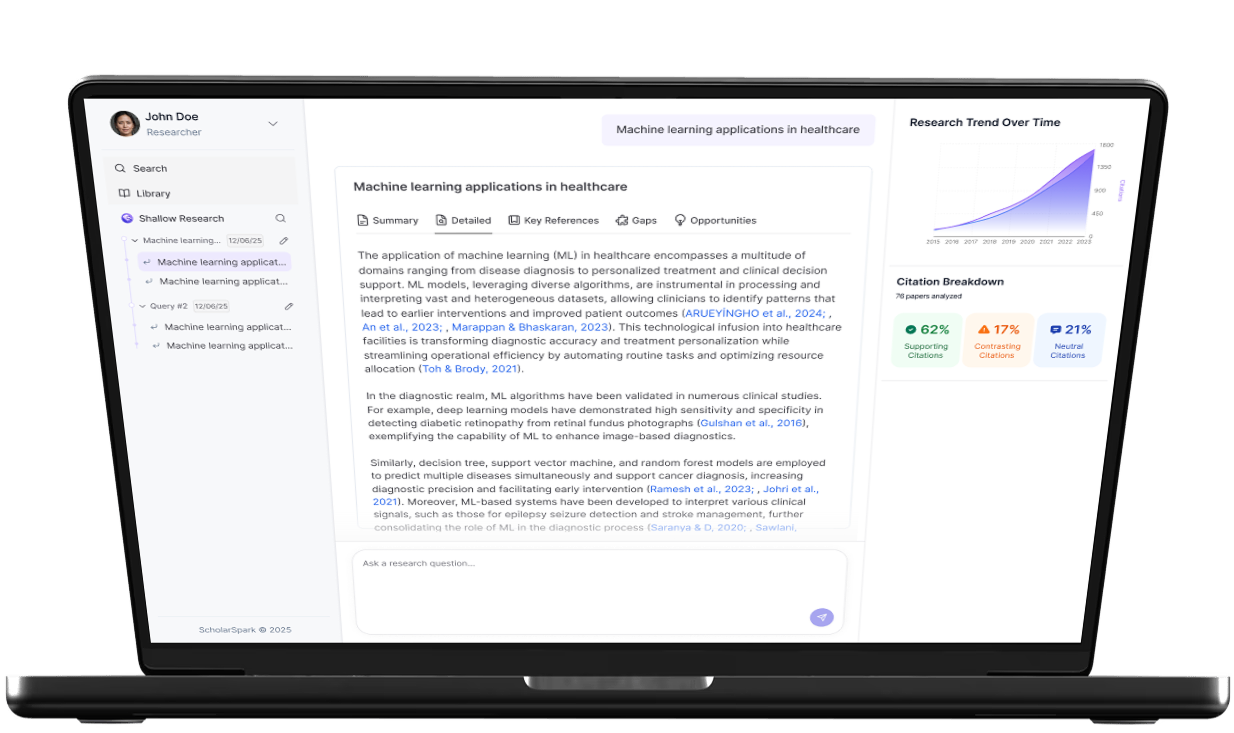 John Doe
Researcher
Search
Library
Shallow Research
Machine learning... 12/06/25
Machine learning applicat...
Machine learning applicat...
Query #2 12/06/25
Machine learning applicat...
Machine learning applicat...
ScholarSpark © 2025
Machine learning applications in healthcare
Machine learning applications in healthcare
Summary Detailed Key References Gaps Opportunities
The application of machine learning (ML) in healthcare encompasses a multitude of
domains ranging from disease diagnosis to personalized treatment and clinical decision
support. ML models, leveraging diverse algorithms, are instrumental in processing and
interpreting vast and heterogeneous datasets, allowing clinicians to identify patterns that
lead to earlier interventions and improved patient outcomes (ARUEYİNGHO et al., 2024; ,
An et al., 2023; , Marappan & Bhaskaran, 2023). This technological infusion into healthcare
facilities is transforming diagnostic accuracy and treatment personalization while
streamlining operational efficiency by automating routine tasks and optimizing resource
allocation (Toh & Brody, 2021).
In the diagnostic realm, ML algorithms have been validated in numerous clinical studies.
For example, deep learning models have demonstrated high sensitivity and specificity in
detecting diabetic retinopathy from retinal fundus photographs (Gulshan et al., 2016),
exemplifying the capability of ML to enhance image-based diagnostics.
Similarly, decision tree, support vector machine, and random forest models are employed
to predict multiple diseases simultaneously and support cancer diagnosis, increasing
diagnostic precision and facilitating early intervention (Ramesh et al., 2023; , Johri et al.,
2021). Moreover, ML-based systems have been developed to interpret various clinical
signals, such as those for epilepsy seizure detection and stroke management, further
consolidating the role of ML in the diagnostic process (Saranya & D, 2020; , Sawlani,
Ask a research question...
Research Trend Over Time
1800
1350
900
450
0
Citations
2015 2016 2017 2018 2019 2020 2021 2022 2023
Citation Breakdown
76 papers analyzed
62%
Supporting
Citations
17%
Contrasting
Citations
21%
Neutral
Citations